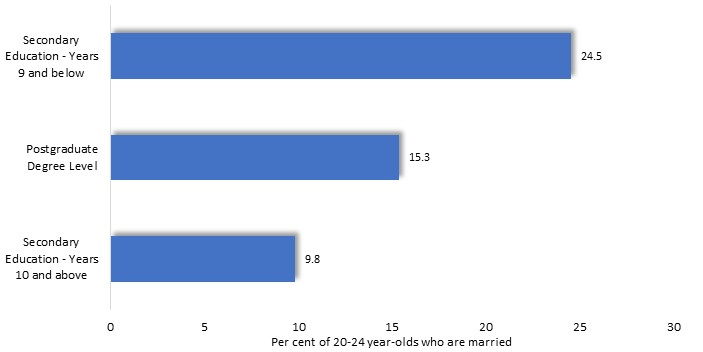 Secondary
Education - Years
9 and below
24.5
Postgraduate
Degree Level
15.3
Secondary
Education - Years
10 and above
9.8
0 5 10 15 20 25 30
Per cent of 20-24 year-olds who are married